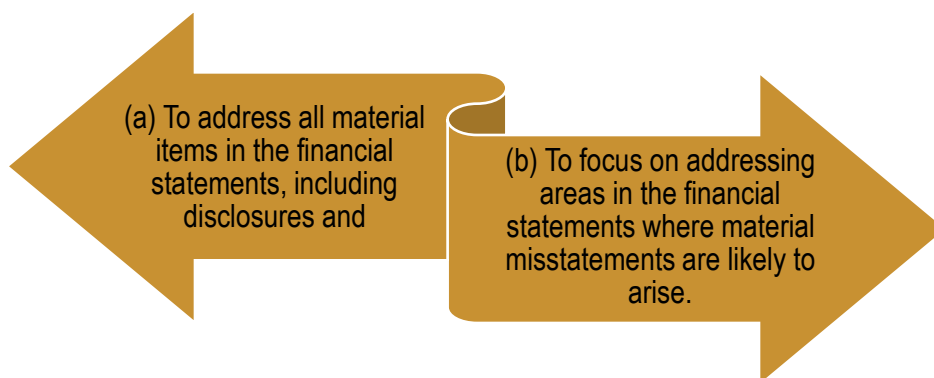 (a) To address all material
items in the financial
statements, including
disclosures and
(b) To focus on addressing
areas in the financial
statements where material
misstatements are likely to
arise.